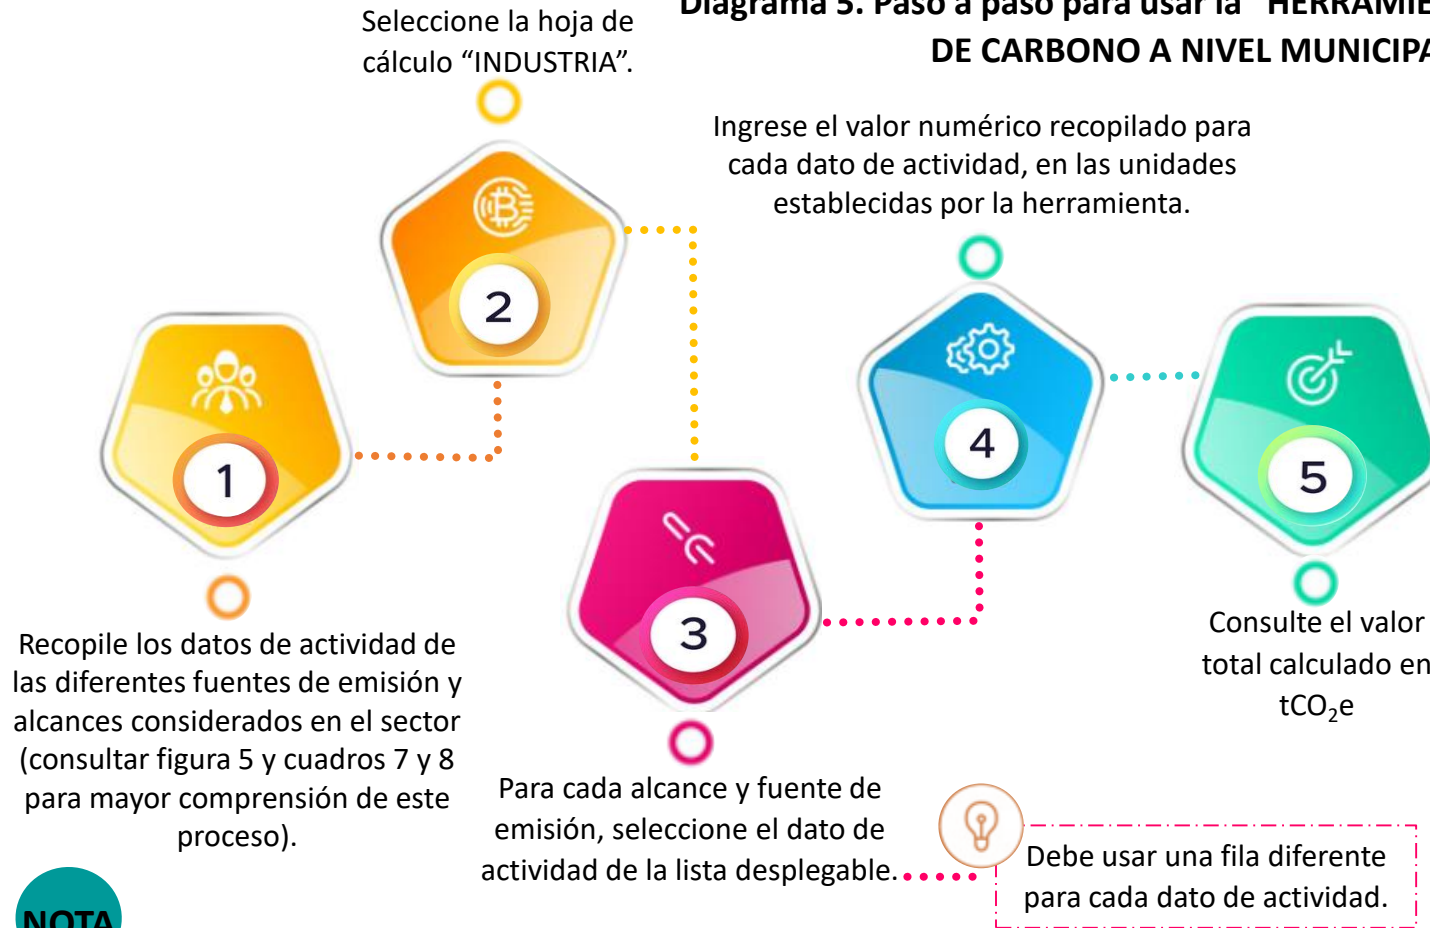 Diagrama 5. Paso a paso para usar la "HERRAMIE
DE CARBONO A NIVEL MUNICIPA
Seleccione la hoja de
cálculo “INDUSTRIA”.
Ingrese el valor numérico recopilado para
cada dato de actividad, en las unidades
establecidas por la herramienta.
2
1
4
5
3
Recopile los datos de actividad de
las diferentes fuentes de emisión y
alcances considerados en el sector
(consultar figura 5 y cuadros 7 y 8
para mayor comprensión de este
proceso).
Para cada alcance y fuente de
emisión, seleccione el dato de
actividad de la lista desplegable.
Consulte el valor
total calculado en
tCO₂e
Debe usar una fila diferente
para cada dato de actividad.
NOTA